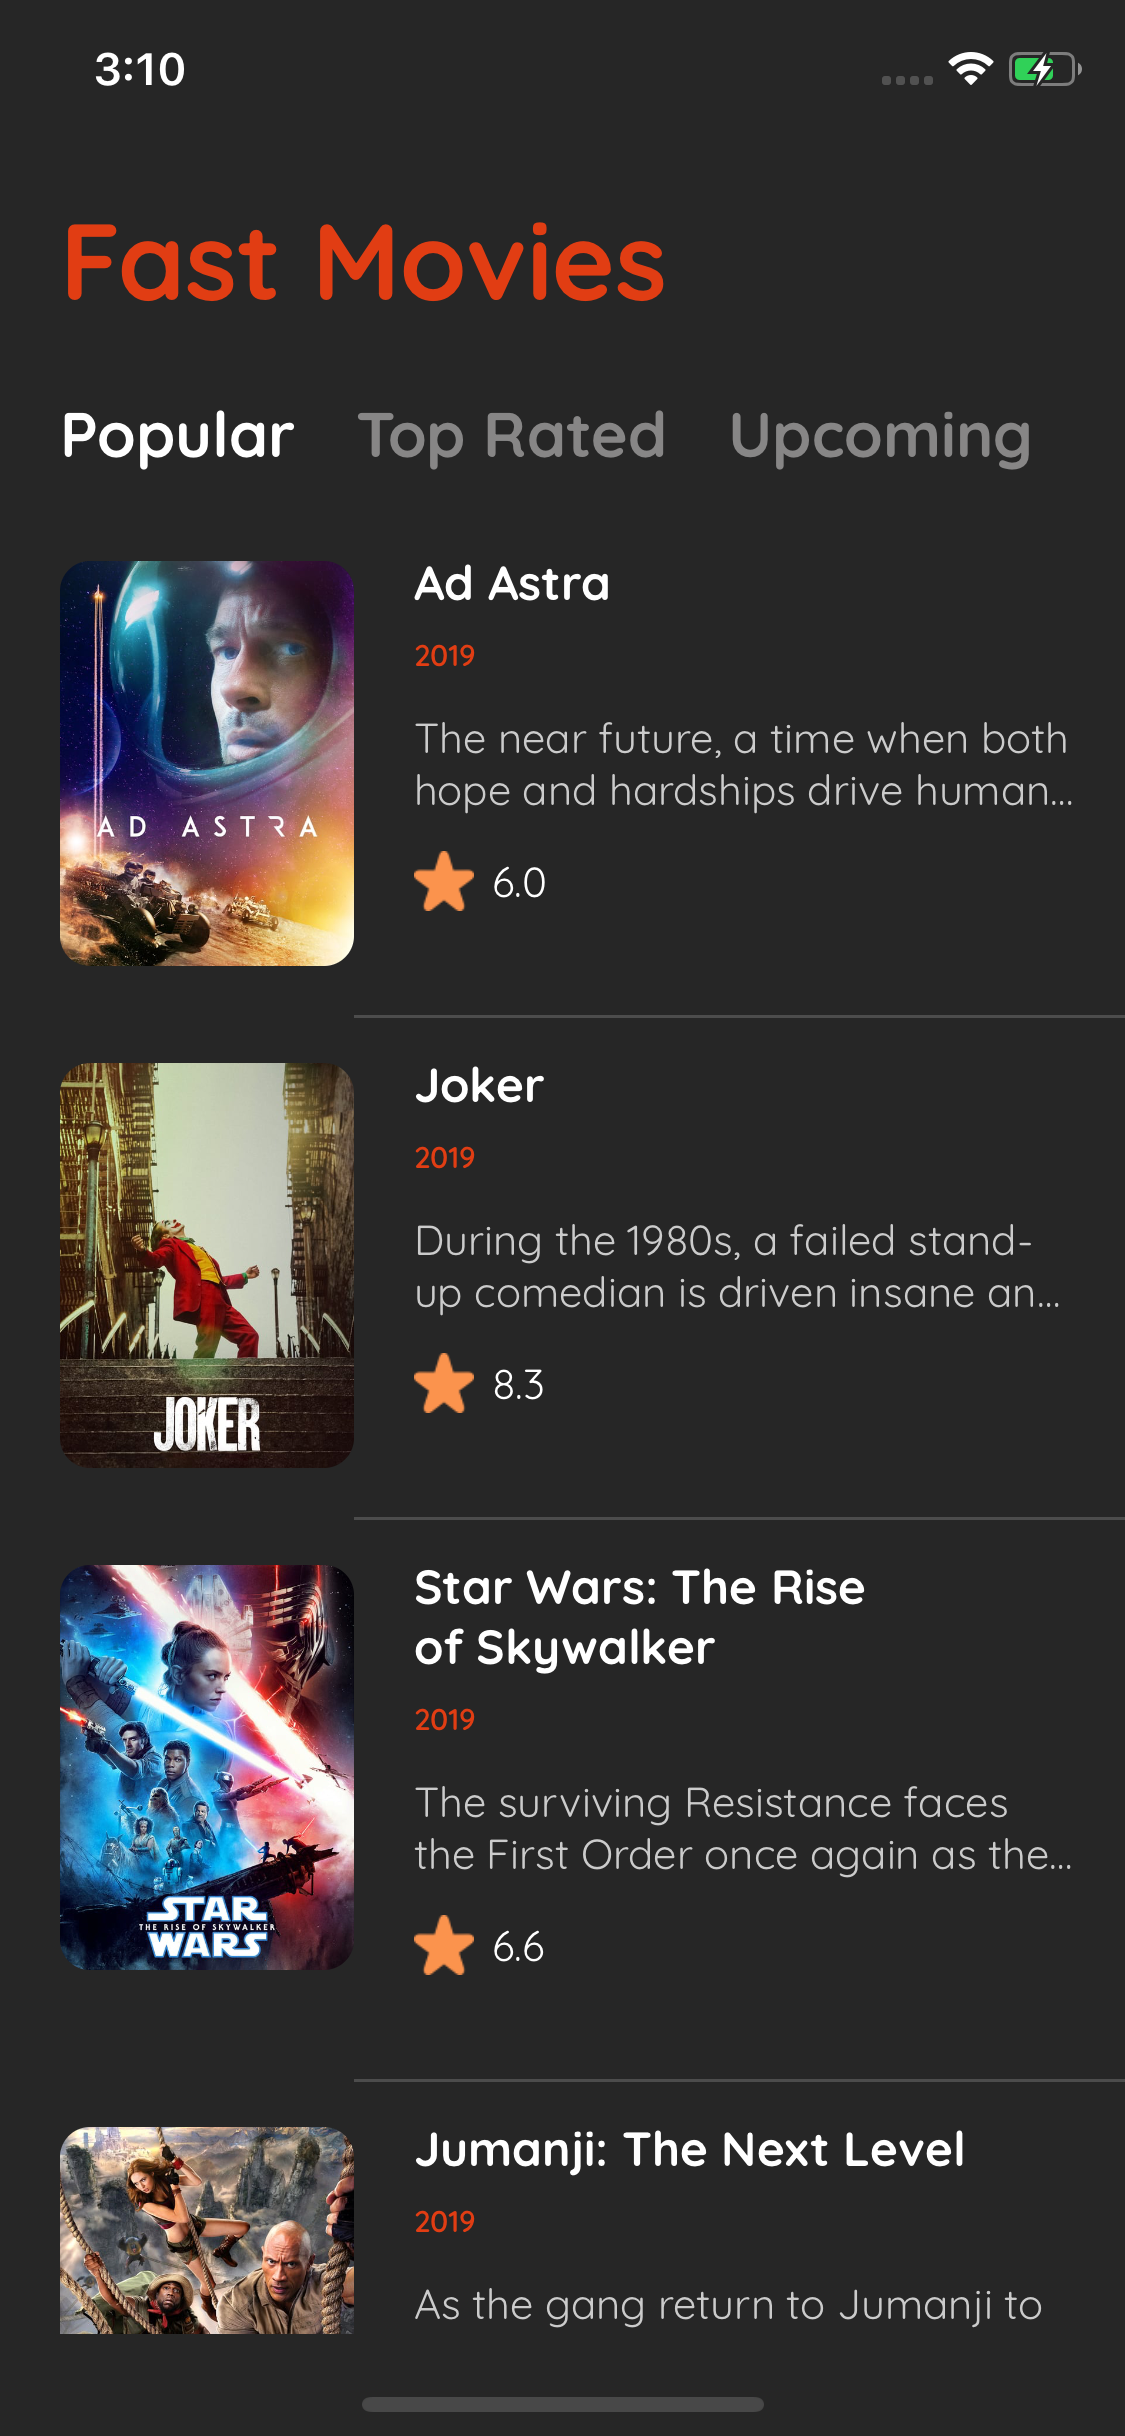 3:10
Fast Movies
Popular Top Rated Upcoming
AD ASTRA
Ad Astra
2019
The near future, a time when both
hope and hardships drive human...
6.0
JOKER
Joker
2019
During the 1980s, a failed stand-
up comedian is driven insane an...
8.3
STAR
THE RISE OF SKYWALKER
WARS
Star Wars: The Rise
of Skywalker
2019
The surviving Resistance faces
the First Order once again as the...
6.6
Jumanji: The Next Level
2019
As the gang return to Jumanji to